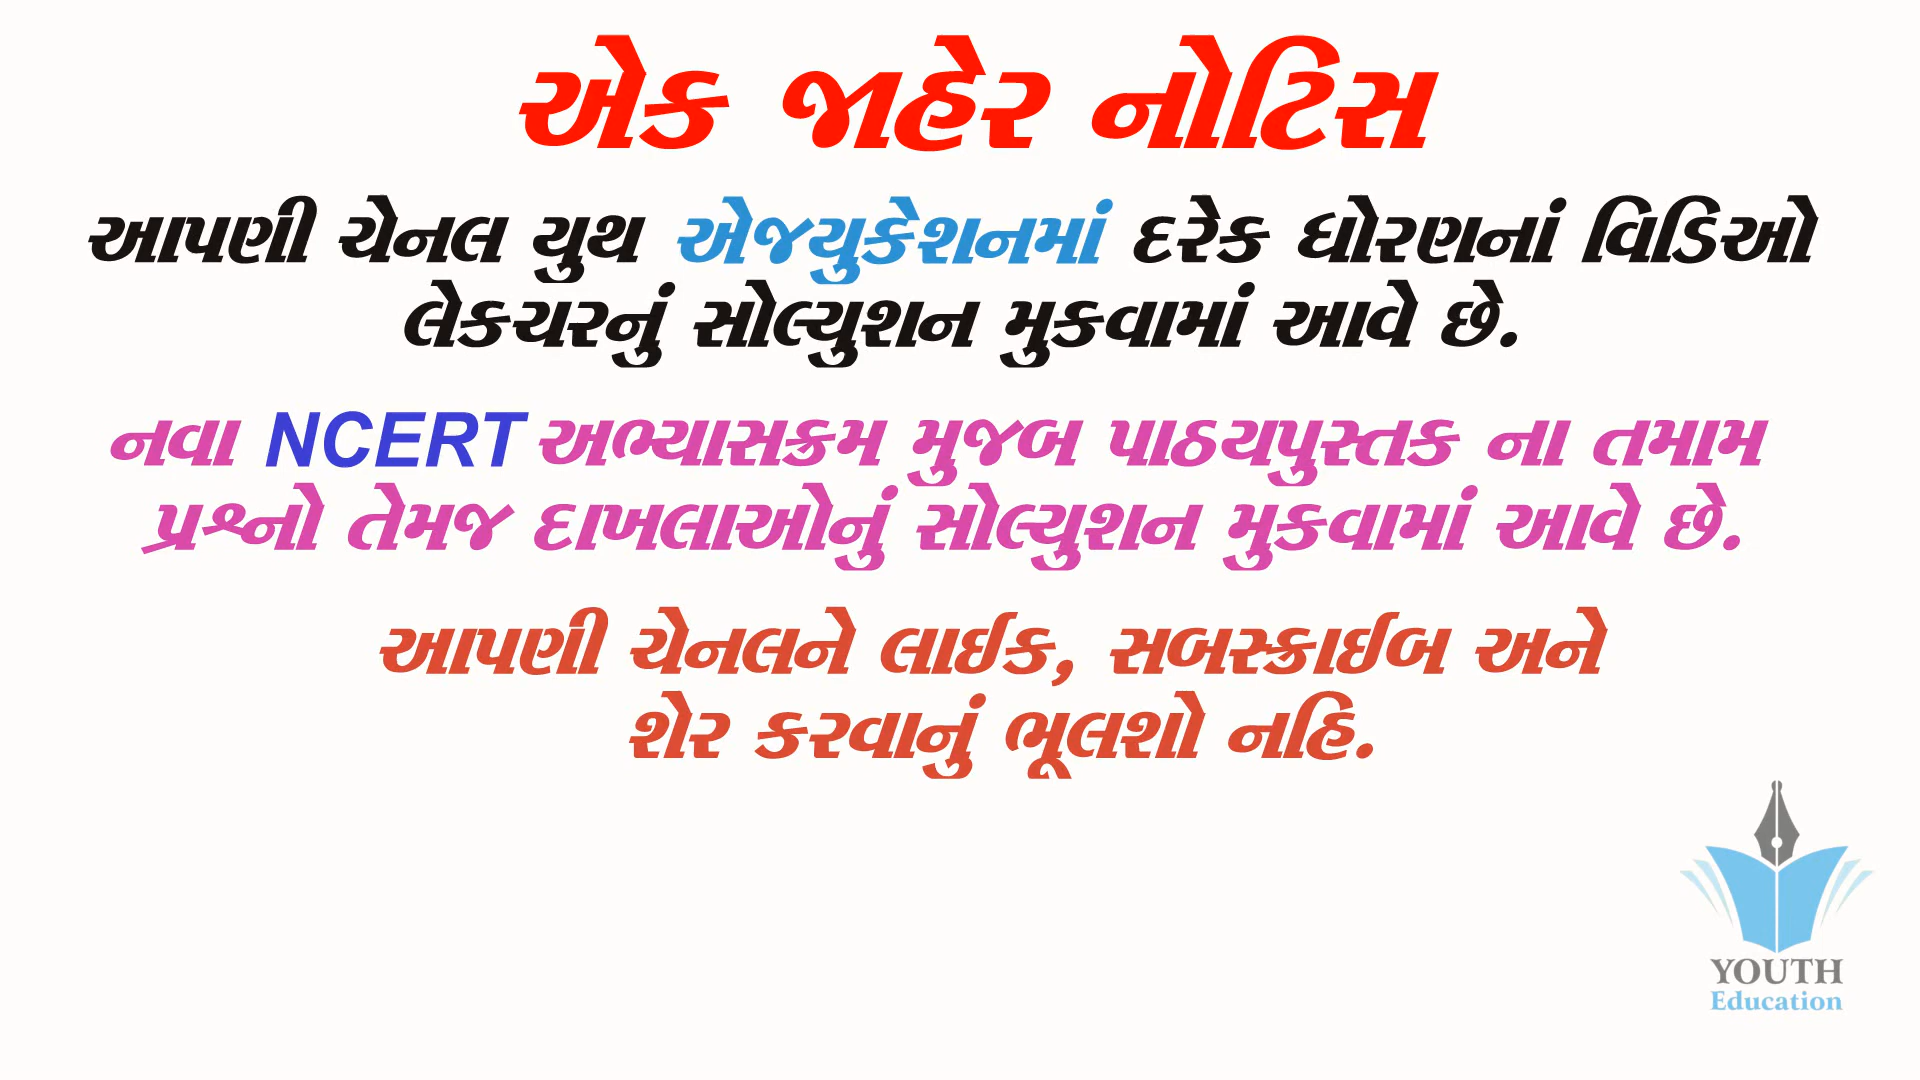 એક જાહેર નોટિસ
આપણી ચેનલ યુથ એજયુકેશનમાં દરેક ધોરણનાં વિડિઓ
લેકચરનું સોલ્યુશન મુકવામાં આવે છે.
નવા NCERT અભ્યાસક્રમ મુજબ પાઠયપુસ્તક ના તમામ
પ્રશ્નો તેમજ દાખલાઓનું સોલ્યુશન મુકવામાં આવે છે.
આપણી ચેનલને લાઈક, સબસ્ક્રાઈબ અને
શેર કરવાનું ભૂલશો નહિ.
YOUTH
Education